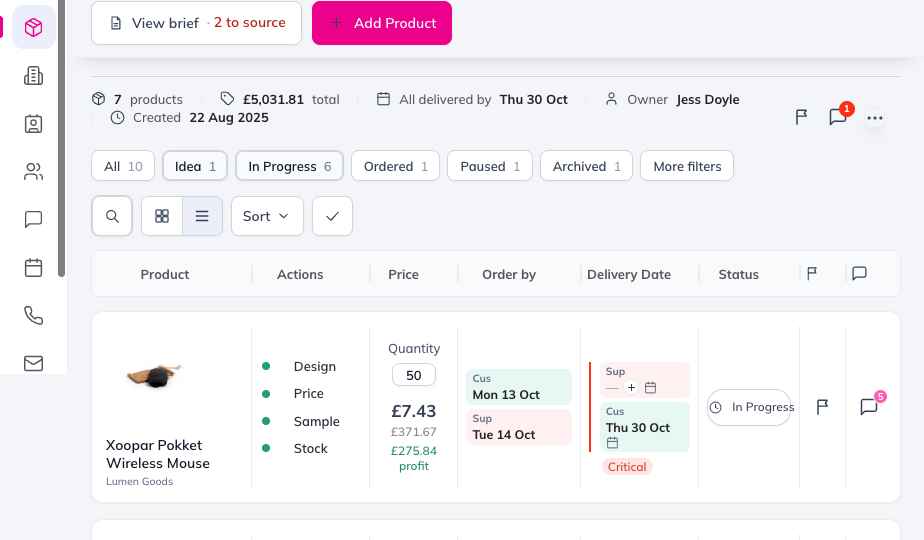 View brief · 2 to source
Add Product
7 products
£5,031.81 total
All delivered by Thu 30 Oct
Owner Jess Doyle
Created 22 Aug 2025
1
All 10
Idea 1
In Progress 6
Ordered 1
Paused 1
Archived 1
More filters
Sort
Product
Actions
Price
Order by
Delivery Date
Status
Xoopar Pokket
Wireless Mouse
Lumen Goods
Design
Price
Sample
Stock
Quantity
50
£7.43
£371.67
£275.84
profit
Cus
Mon 13 Oct
Sup
Tue 14 Oct
Sup
— +
Cus
Thu 30 Oct
Critical
In Progress
5